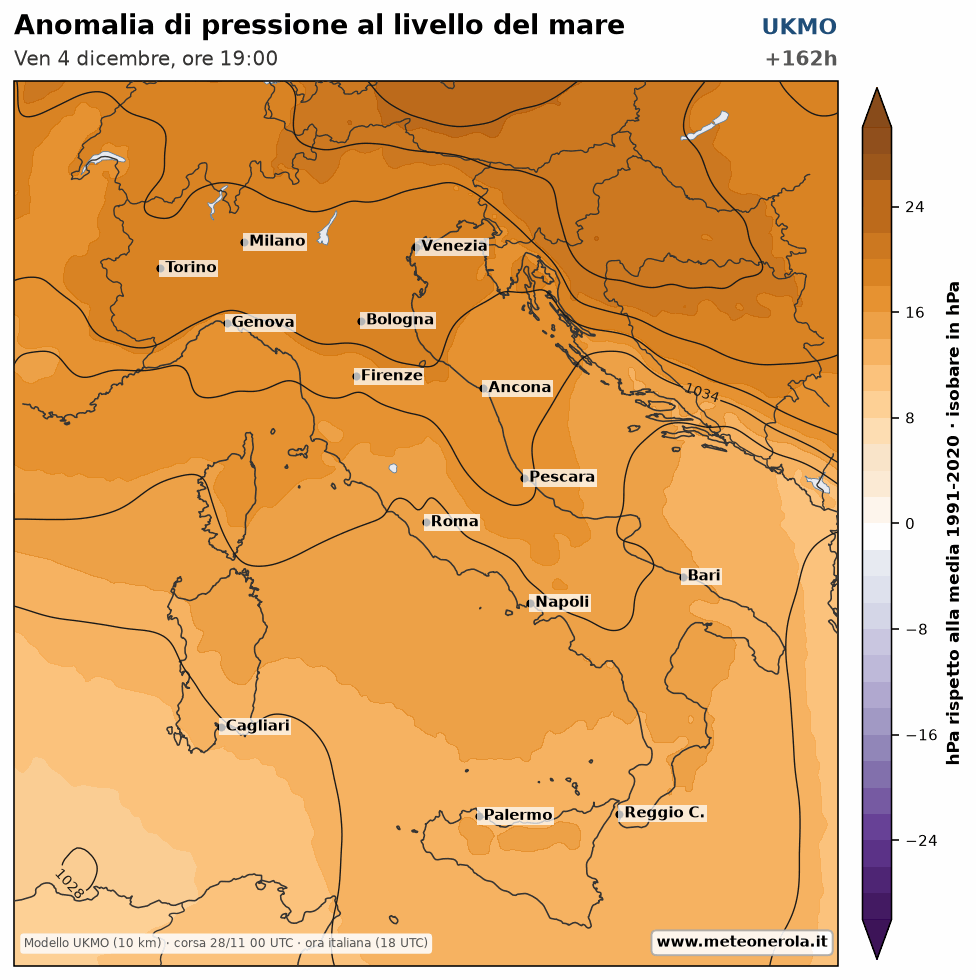 Anomalia di pressione al livello del mare
UKMO
Ven 4 dicembre, ore 19:00
+162h
Milano
Venezia
Torino
Genova
Bologna
Firenze
Ancona
1034
Pescara
Roma
Bari
Napoli
Cagliari
Palermo
Reggio C.
1028
Modello UKMO (10 km) · corsa 28/11 00 UTC · ora italiana (18 UTC)
www.meteonerola.it
24
16
8
0
−8
−16
−24
hPa rispetto alla media 1991-2020 · isobare in hPa